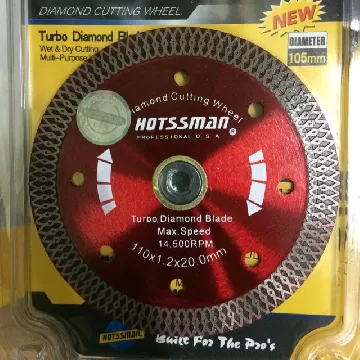 DIAMOND CUTTING WHEEL
NEW
Turbo Diamond Bla
Wet & Dry Cutting
Multi-Purpose
DIAMETER
105mm
Diamond Cutting Wheel
HOTSSMAN®
PROFESSIONAL U.S.A
Turbo Diamond Blade
Max.Speed
14,500RPM
110x1.2x20.0mm
M
HOTSSMAN
Built For The Pro's